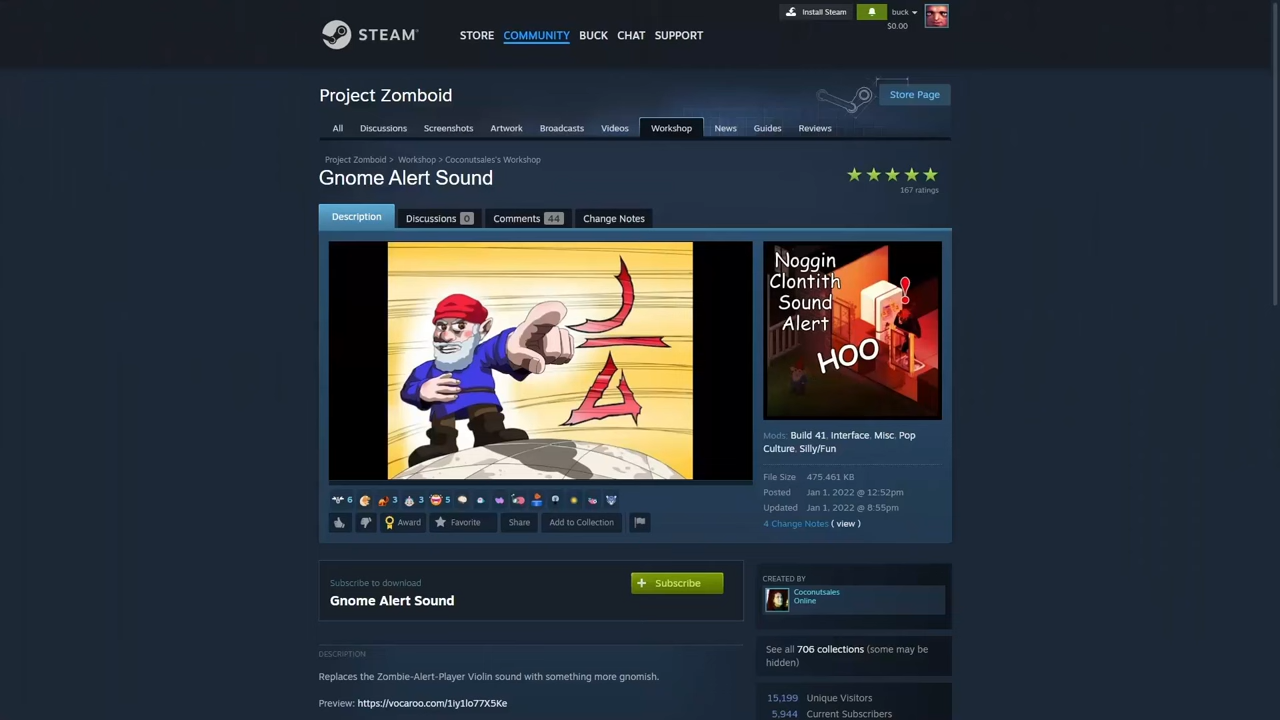 Install Steam
buck
$0.00
STEAM®
STORE
COMMUNITY
BUCK
CHAT
SUPPORT
Project Zomboid
Store Page
All
Discussions
Screenshots
Artwork
Broadcasts
Videos
Workshop
News
Guides
Reviews
Project Zomboid > Workshop > Coconutsales's Workshop
Gnome Alert Sound
167 ratings
Description
Discussions 0
Comments 44
Change Notes
Noggin
Clontith
Sound
Alert
!
HOO
Mods: Build 41, Interface, Misc, Pop
Culture, Silly/Fun
File Size 475.461 KB
Posted Jan 1, 2022 @ 12:52pm
Updated Jan 1, 2022 @ 8:55pm
4 Change Notes ( view )
6
3
3
5
Award
Favorite
Share
Add to Collection
Subscribe to download
Gnome Alert Sound
+ Subscribe
CREATED BY
Coconutsales
Online
See all 706 collections (some may be
hidden)
DESCRIPTION
Replaces the Zombie-Alert-Player Violin sound with something more gnomish.
Preview: https://vocaroo.com/1iy1lo77X5Ke
15,199 Unique Visitors
5,944 Current Subscribers